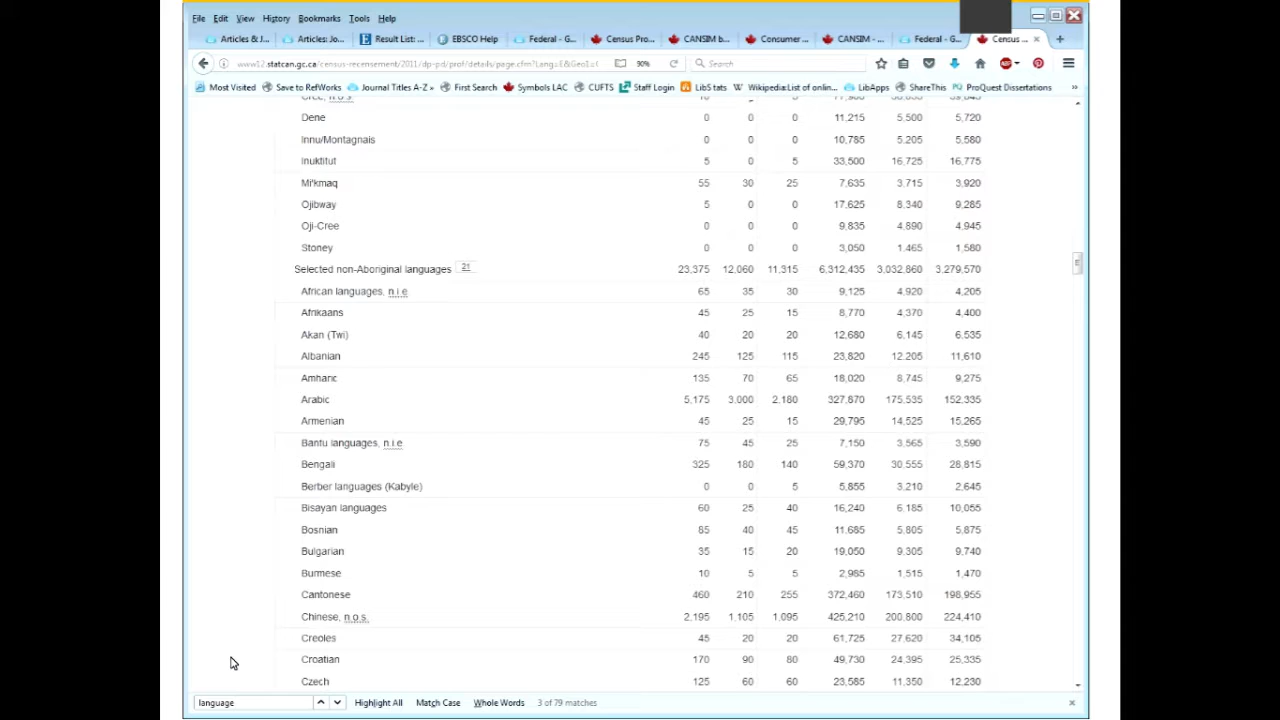 File Edit View History Bookmarks Tools Help
Articles & J... Articles: Jo... Result List: ... EBSCO Help Federal - G... Census Pro... CANSIM b... Consumer ... CANSIM - ... Federal - G... Census ...
www12.statcan.gc.ca/census-recensement/2011/dp-pd/prof/details/page.cfm?Lang=E&Geo1=( 90% Search
Most Visited Save to RefWorks Journal Titles A-Z First Search Symbols LAC CUFTS Staff Login LibStats Wikipedia:List of onlin... LibApps ShareThis ProQuest Dissertations
Cree, n.o.s.
Dene 0 0 0 11,215 5,500 5,720
Innu/Montagnais 0 0 0 10,785 5,205 5,580
Inuktitut 5 0 5 33,500 16,725 16,775
Mi'kmaq 55 30 25 7,635 3,715 3,920
Ojibway 5 0 0 17,625 8,340 9,285
Oji-Cree 0 0 0 9,835 4,890 4,945
Stoney 0 0 0 3,050 1,465 1,580
Selected non-Aboriginal languages 21 23,375 12,060 11,315 6,312,435 3,032,860 3,279,570
African languages, n.i.e. 65 35 30 9,125 4,920 4,205
Afrikaans 45 25 15 8,770 4,370 4,400
Akan (Twi) 40 20 20 12,680 6,145 6,535
Albanian 245 125 115 23,820 12,205 11,610
Amharic 135 70 65 18,020 8,745 9,275
Arabic 5,175 3,000 2,180 327,870 175,535 152,335
Armenian 45 25 15 29,795 14,525 15,265
Bantu languages, n.i.e. 75 45 25 7,150 3,565 3,590
Bengali 325 180 140 59,370 30,555 28,815
Berber languages (Kabyle) 0 0 5 5,855 3,210 2,645
Bisayan languages 60 25 40 16,240 6,185 10,055
Bosnian 85 40 45 11,685 5,805 5,875
Bulgarian 35 15 20 19,050 9,305 9,740
Burmese 10 5 5 2,985 1,515 1,470
Cantonese 460 210 255 372,460 173,510 198,955
Chinese, n.o.s. 2,195 1,105 1,095 425,210 200,800 224,410
Creoles 45 20 20 61,725 27,620 34,105
Croatian 170 90 80 49,730 24,395 25,335
Czech 125 60 60 23,585 11,350 12,230
language Highlight All Match Case Whole Words 3 of 79 matches